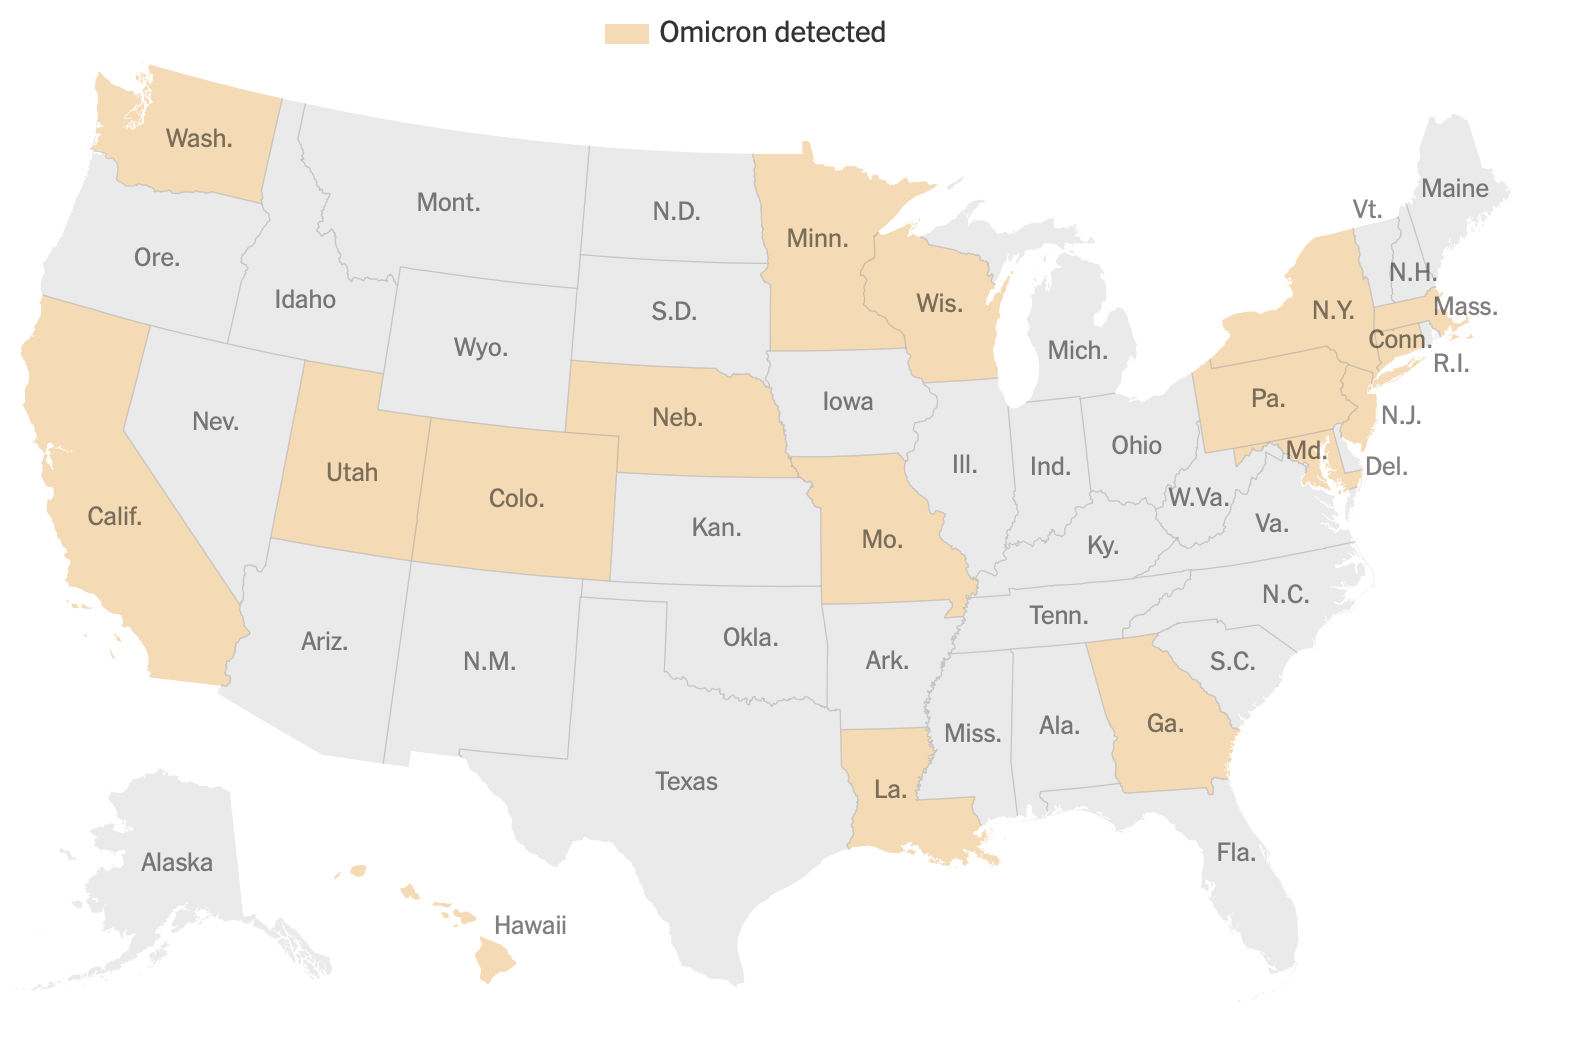 Omicron detected
Wash.
Mont.
N.D.
Minn.
Ore.
Idaho
S.D.
Wis.
Wyo.
Mich.
Maine
Vt.
N.H.
N.Y.
Mass.
Conn.
R.I.
Nev.
Utah
Colo.
Neb.
Iowa
Ill.
Ind.
Ohio
Pa.
N.J.
Md.
Del.
Calif.
Kan.
Mo.
Ky.
W.Va.
Va.
Ariz.
N.M.
Okla.
Ark.
Tenn.
N.C.
S.C.
Texas
La.
Miss.
Ala.
Ga.
Fla.
Alaska
Hawaii